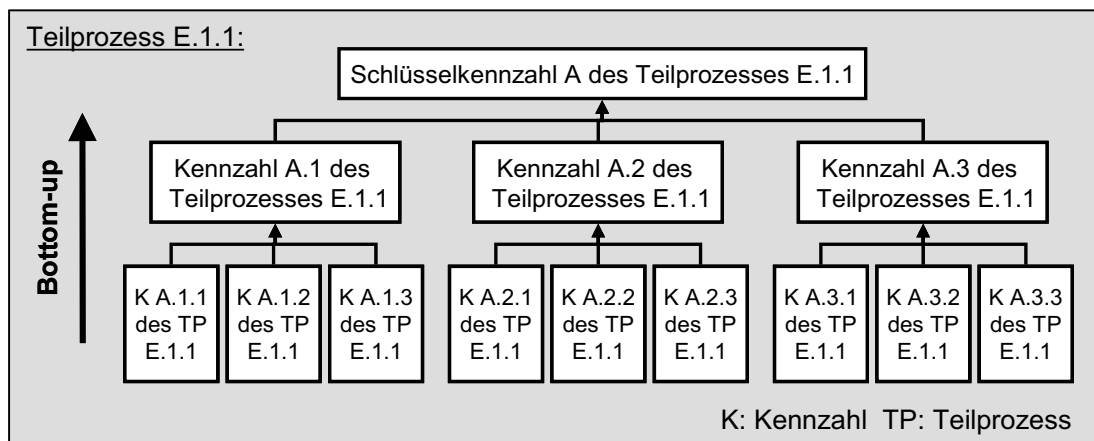 Teilprozess E.1.1:
Schlüsselkennzahl A des Teilprozesses E.1.1
Bottom-up
Kennzahl A.1 des
Teilprozesses E.1.1
Kennzahl A.2 des
Teilprozesses E.1.1
Kennzahl A.3 des
Teilprozesses E.1.1
K A.1.1
des TP
E.1.1
K A.1.2
des TP
E.1.1
K A.1.3
des TP
E.1.1
K A.2.1
des TP
E.1.1
K A.2.2
des TP
E.1.1
K A.2.3
des TP
E.1.1
K A.3.1
des TP
E.1.1
K A.3.2
des TP
E.1.1
K A.3.3
des TP
E.1.1
K: Kennzahl TP: Teilprozess